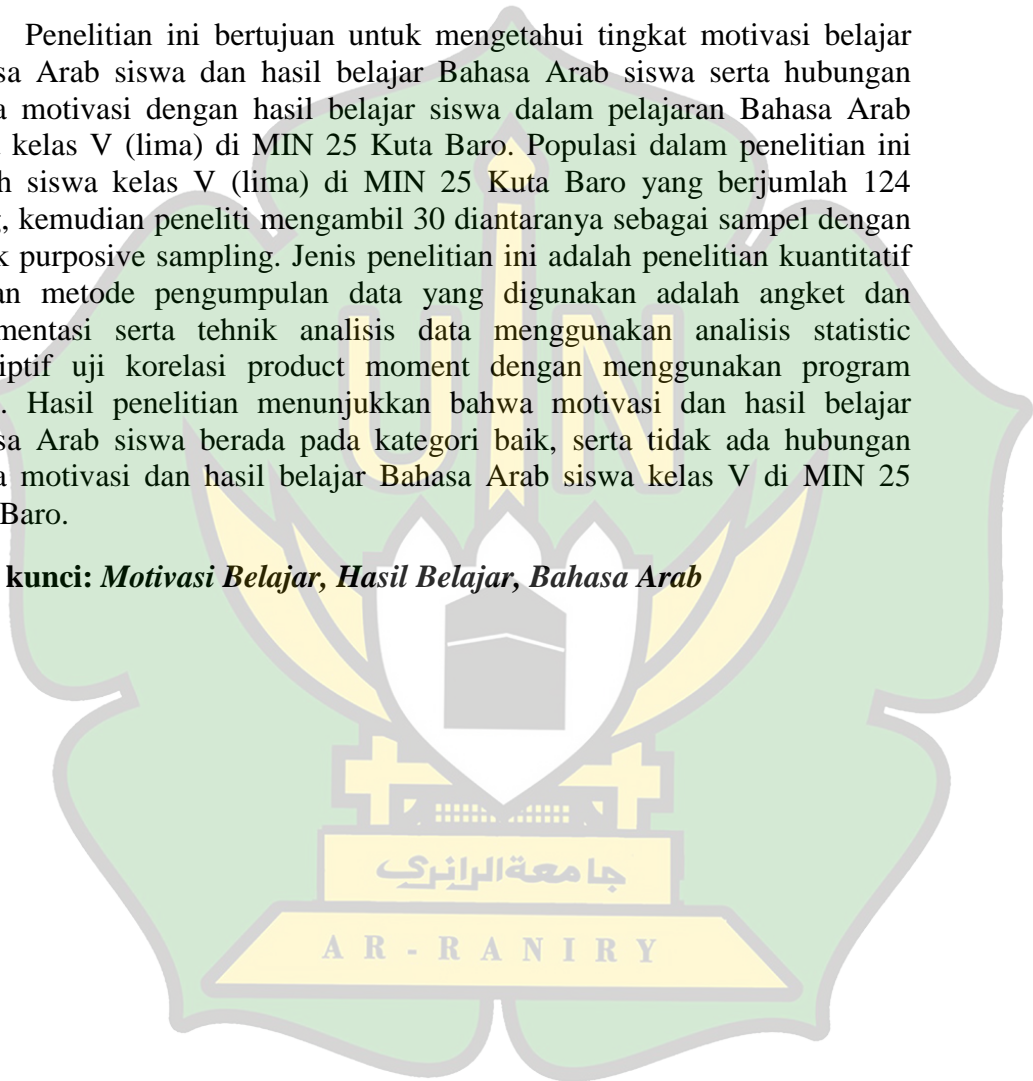 Penelitian ini bertujuan untuk mengetahui tingkat motivasi belajar
sa Arab siswa dan hasil belajar Bahasa Arab siswa serta hubungan
a motivasi dengan hasil belajar siswa dalam pelajaran Bahasa Arab
kelas V (lima) di MIN 25 Kuta Baro. Populasi dalam penelitian ini
h siswa kelas V (lima) di MIN 25 Kuta Baro yang berjumlah 124
, kemudian peneliti mengambil 30 diantaranya sebagai sampel dengan
k purposive sampling. Jenis penelitian ini adalah penelitian kuantitatif
an metode pengumpulan data yang digunakan adalah angket dan
mentasi serta tehnik analisis data menggunakan analisis statistic
iptif uji korelasi product moment dengan menggunakan program
. Hasil penelitian menunjukkan bahwa motivasi dan hasil belajar
sa Arab siswa berada pada kategori baik, serta tidak ada hubungan
a motivasi dan hasil belajar Bahasa Arab siswa kelas V di MIN 25
Baro.
kunci: Motivasi Belajar, Hasil Belajar, Bahasa Arab
UIN
جامعة الرانري
AR-RANIRY